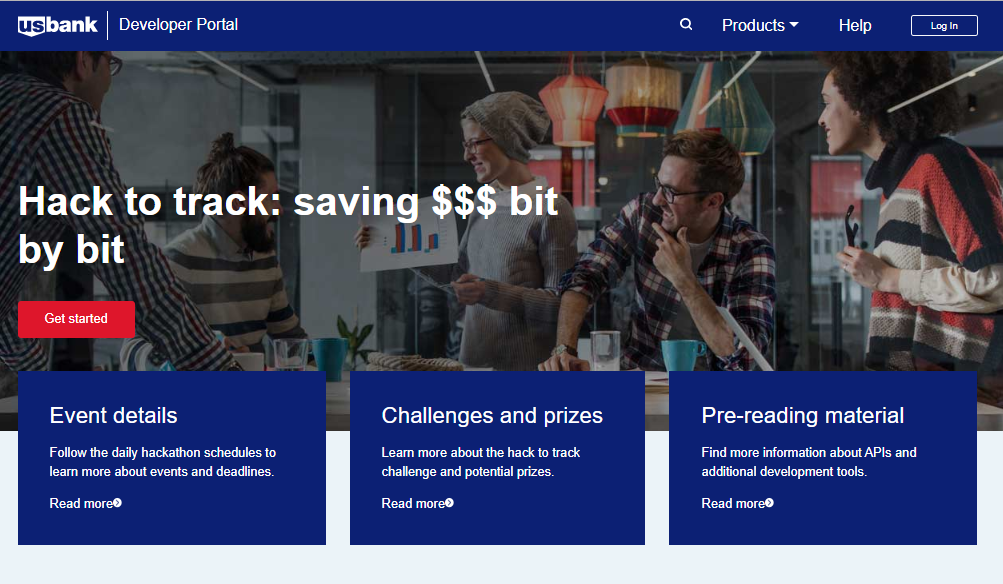 usbank Developer Portal Products Help Log In
Hack to track: saving $$$ bit
by bit
Get started
Event details
Follow the daily hackathon schedules to
learn more about events and deadlines.
Read more
Challenges and prizes
Learn more about the hack to track
challenge and potential prizes.
Read more
Pre-reading material
Find more information about APIs and
additional development tools.
Read more